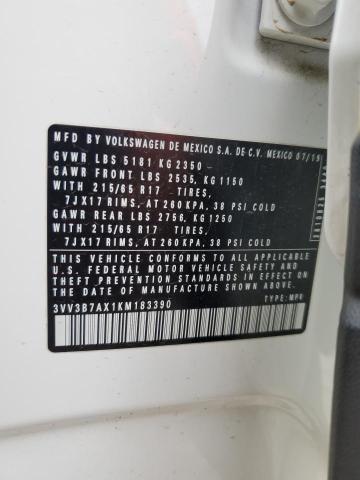 MFD BY VOLKSWAGEN DE MEXICO S.A. DE C.V. MEXICO 07/19
GVWR LBS 5181 KG 2350
GAWR FRONT LBS 2535, KG 1150
WITH 215/65 R17 TIRES,
7JX17 RIMS, AT 260 KPA, 38 PSI COLD
GAWR REAR LBS 2756, KG 1250
WITH 215/65 R17 TIRES,
7JX17 RIMS, AT 260 KPA, 38 PSI COLD
THIS VEHICLE CONFORMS TO ALL APPLICABLE
U.S. FEDERAL MOTOR VEHICLE SAFETY AND
THEFT PREVENTION STANDARDS IN EFFECT ON
THE DATE OF MANUFACTURE SHOWN ABOVE.
3VV3B7AX1KM183390 TYPE: MPV